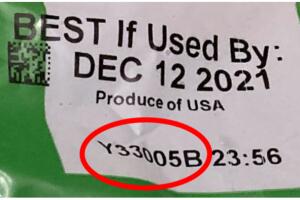 BEST If Used By:
DEC 12 2021
Produce of USA
Y33005B 23:56